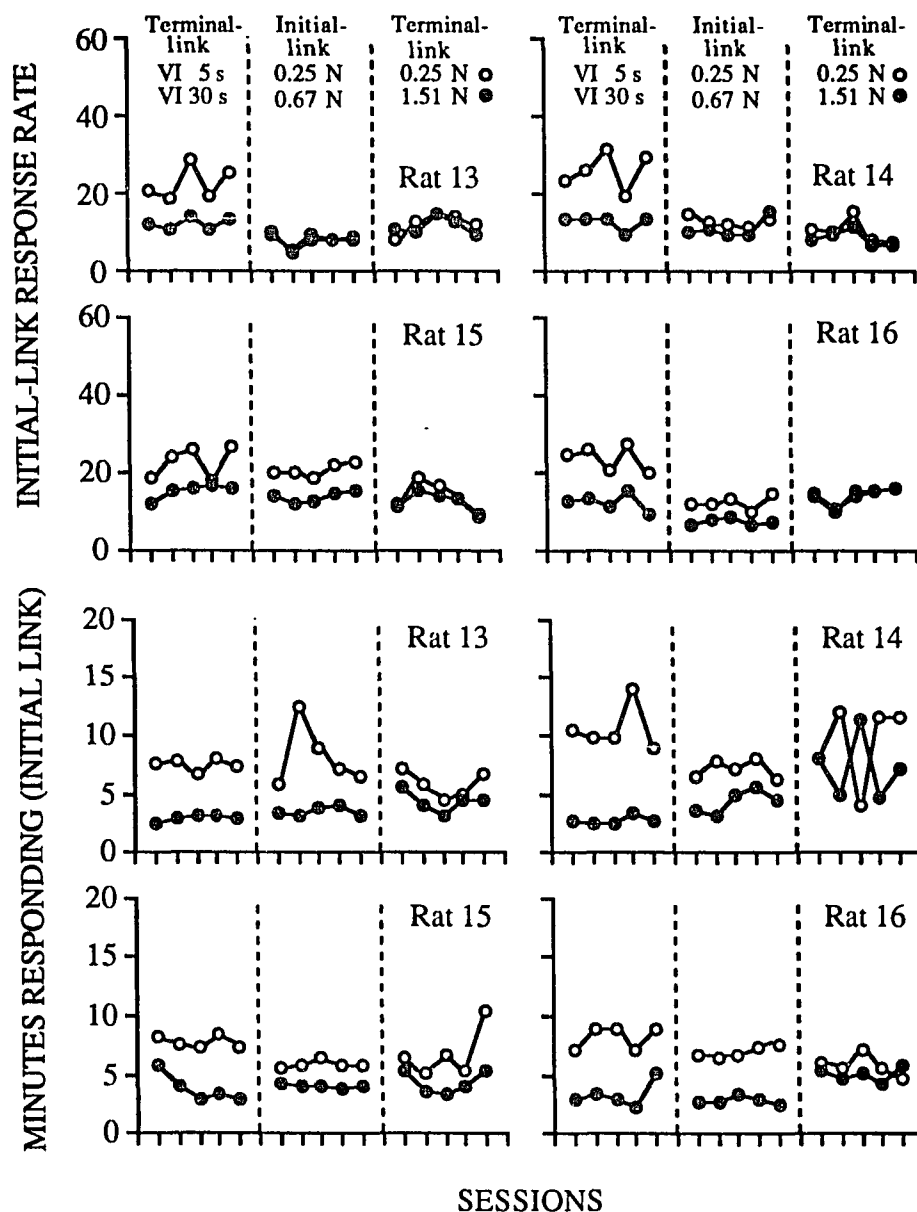 INITIAL-LINK RESPONSE RATE
60
40
20
0
Terminal-
link
VI 5 s
VI 30 s
Initial-
link
0.25 N
0.67 N
Terminal-
link
0.25 N
1.51 N
Rat 13
Terminal-
link
VI 5 s
VI 30 s
Initial-
link
0.25 N
0.67 N
Terminal-
link
0.25 N
1.51 N
Rat 14
60
40
20
0
Rat 15
Rat 16
MINUTES RESPONDING (INITIAL LINK)
20
15
10
5
0
Rat 13
Rat 14
20
15
10
5
0
Rat 15
Rat 16
SESSIONS